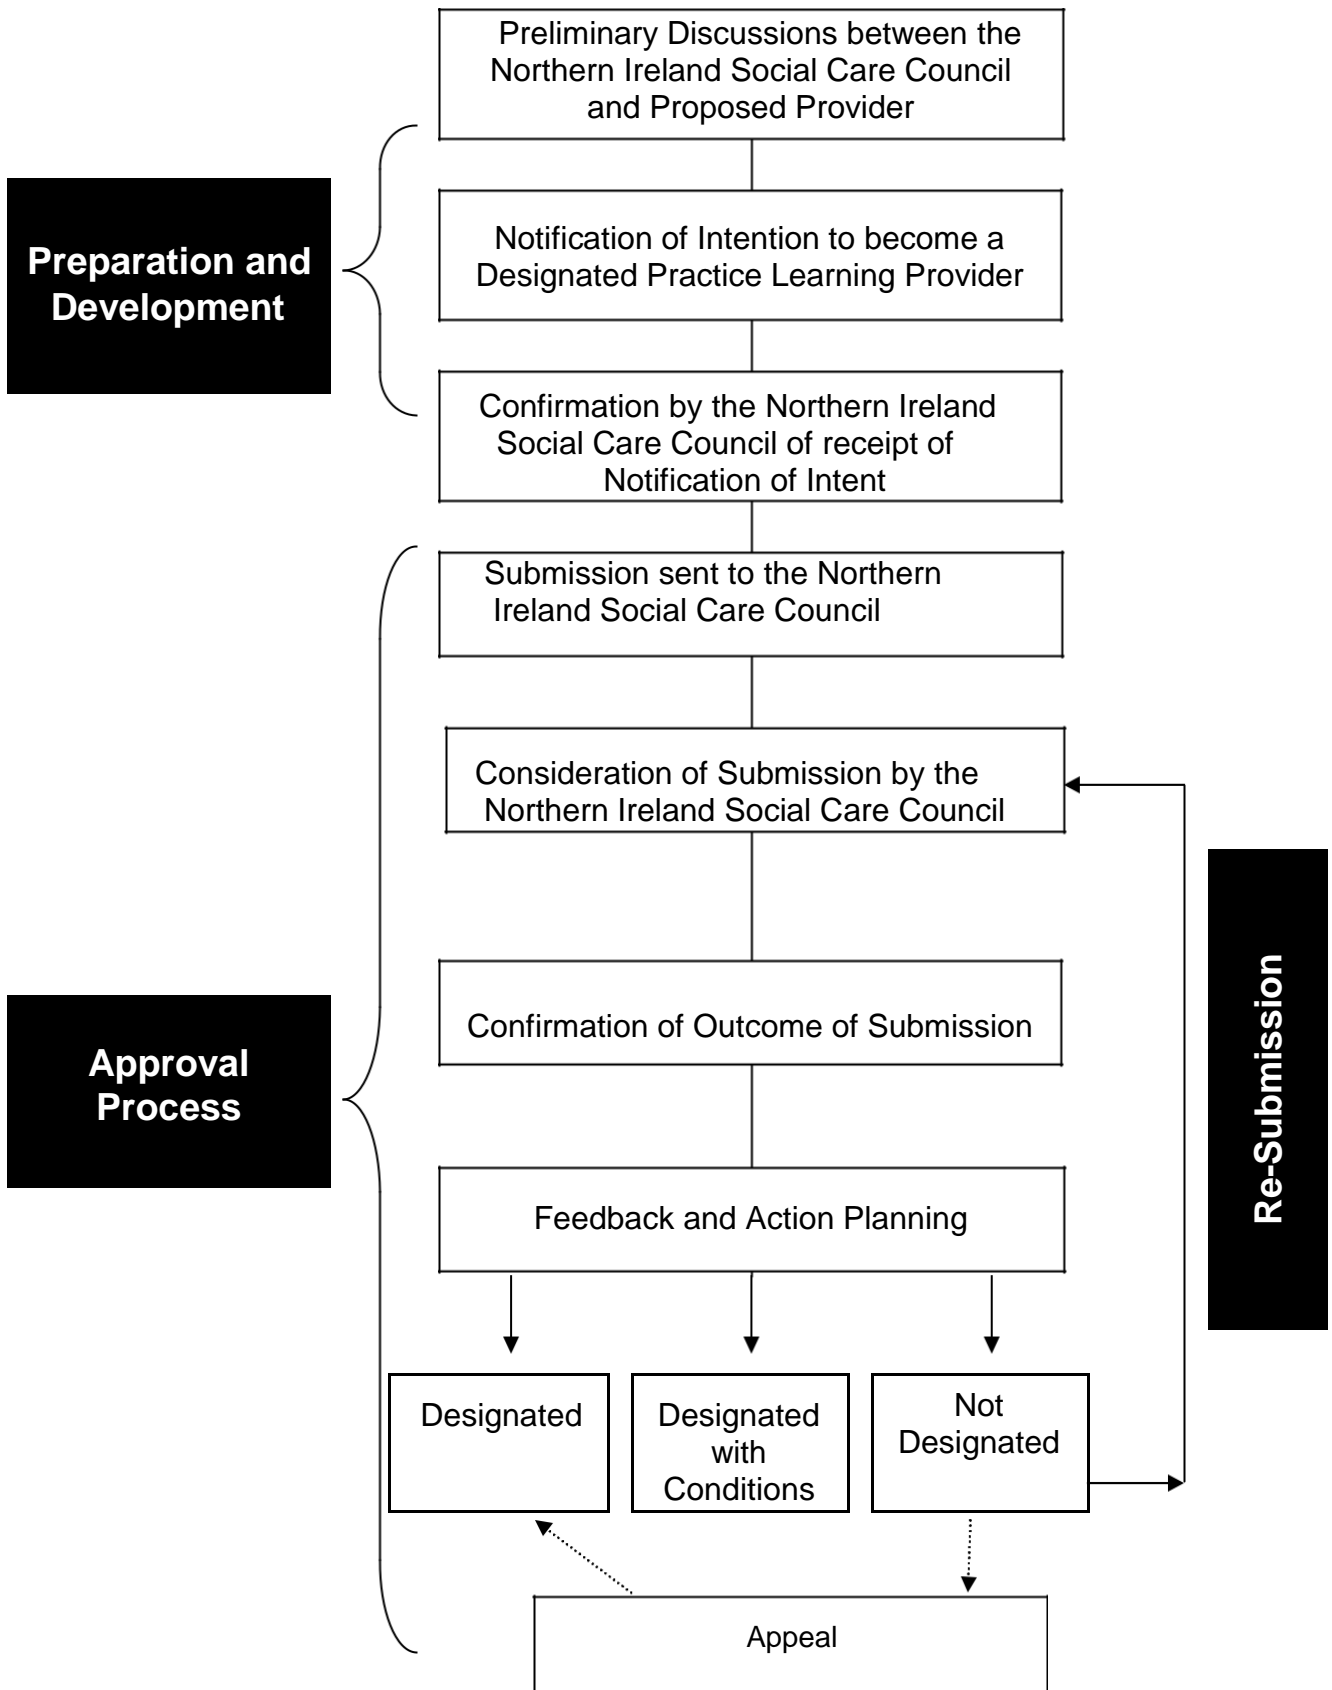 Preliminary Discussions between the
Northern Ireland Social Care Council
and Proposed Provider
Preparation and
Development
Notification of Intention to become a
Designated Practice Learning Provider
Confirmation by the Northern Ireland
Social Care Council of receipt of
Notification of Intent
Submission sent to the Northern
Ireland Social Care Council
Consideration of Submission by the
Northern Ireland Social Care Council
Re-Submission
Approval
Process
Confirmation of Outcome of Submission
Feedback and Action Planning
Designated
Designated
with
Conditions
Not
Designated
Appeal